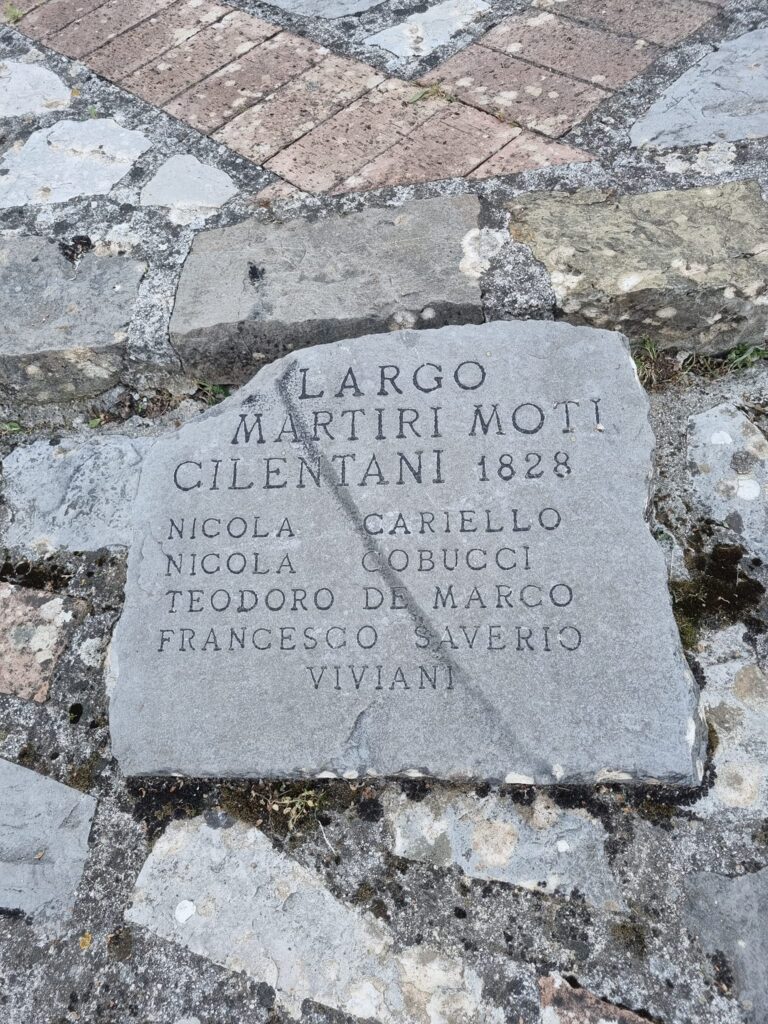 LARGO
MARTIRI MOTI
CILENTANI 1828
NICOLA CARIELLO
NICOLA COBUCCI
TEODORO DE MARCO
FRANCESCO SAVERIO
VIVIANI